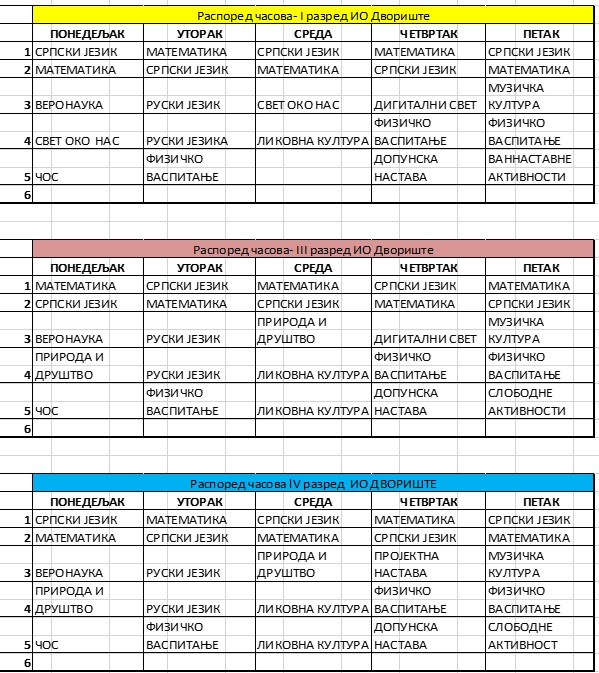 Распоред часова- I разред ИО Двориште
ПОНЕДЕЉАК УТОРАК СРЕДА ЧЕТВРТАК ПЕТАК
1 СРПСКИ ЈЕЗИК МАТЕМАТИКА СРПСКИ ЈЕЗИК МАТЕМАТИКА СРПСКИ ЈЕЗИК
2 МАТЕМАТИКА СРПСКИ ЈЕЗИК МАТЕМАТИКА СРПСКИ ЈЕЗИК МАТЕМАТИКА
МУЗИЧКА
3 ВЕРОНАУКА РУСКИ ЈЕЗИК СВЕТ ОКО НАС ДИГИТАЛНИ СВЕТ КУЛТУРА
ФИЗИЧКО ФИЗИЧКО
4 СВЕТ ОКО НАС РУСКИ ЈЕЗИКА ЛИКОВНА КУЛТУРА ВАСПИТАЊЕ ВАСПИТАЊЕ
ФИЗИЧКО ДОПУНСКА ВАННАСТАВНЕ
5 ЧОС ВАСПИТАЊЕ НАСТАВА АКТИВНОСТИ
6
Распоред часова- III разред ИО Двориште
ПОНЕДЕЉАК УТОРАК СРЕДА ЧЕТВРТАК ПЕТАК
1 МАТЕМАТИКА СРПСКИ ЈЕЗИК МАТЕМАТИКА СРПСКИ ЈЕЗИК МАТЕМАТИКА
2 СРПСКИ ЈЕЗИК МАТЕМАТИКА СРПСКИ ЈЕЗИК МАТЕМАТИКА СРПСКИ ЈЕЗИК
ПРИРОДА И МУЗИЧКА
3 ВЕРОНАУКА РУСКИ ЈЕЗИК ДРУШТВО ДИГИТАЛНИ СВЕТ КУЛТУРА
ПРИРОДА И ФИЗИЧКО ФИЗИЧКО
4 ДРУШТВО РУСКИ ЈЕЗИК ЛИКОВНА КУЛТУРА ВАСПИТАЊЕ ВАСПИТАЊЕ
ФИЗИЧКО ДОПУНСКА СЛОБОДНЕ
5 ЧОС ВАСПИТАЊЕ ЛИКОВНА КУЛТУРА НАСТАВА АКТИВНОСТИ
6
Распоред часова IV разред ИО ДВОРИШТЕ
ПОНЕДЕЉАК УТОРАК СРЕДА ЧЕТВРТАК ПЕТАК
1 СРПСКИ ЈЕЗИК МАТЕМАТИКА СРПСКИ ЈЕЗИК МАТЕМАТИКА СРПСКИ ЈЕЗИК
2 МАТЕМАТИКА СРПСКИ ЈЕЗИК МАТЕМАТИКА СРПСКИ ЈЕЗИК МАТЕМАТИКА
ПРИРОДА И ПРОЈЕКТНА МУЗИЧКА
3 ВЕРОНАУКА РУСКИ ЈЕЗИК ДРУШТВО НАСТАВА КУЛТУРА
ПРИРОДА И ФИЗИЧКО ФИЗИЧКО
4 ДРУШТВО РУСКИ ЈЕЗИК ЛИКОВНА КУЛТУРА ВАСПИТАЊЕ ВАСПИТАЊЕ
ФИЗИЧКО ДОПУНСКА СЛОБОДНЕ
5 ЧОС ВАСПИТАЊЕ ЛИКОВНА КУЛТУРА НАСТАВА АКТИВНОСТ
6